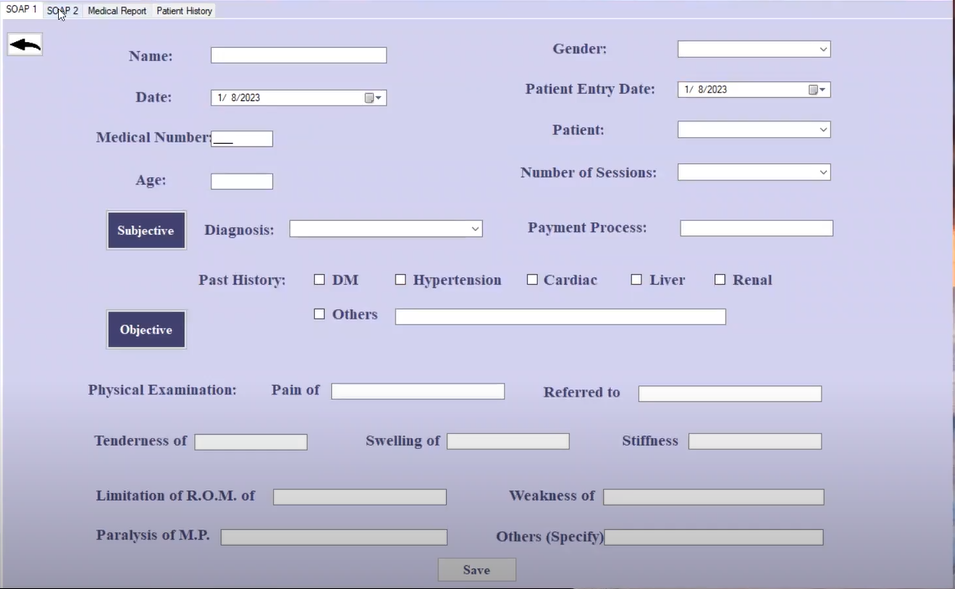 SOAP 1 SOAP 2 Medical Report Patient History
Name: Gender:
Date: 1/ 8/2023 Patient Entry Date: 1/ 8/2023
Medical Number: ___ Patient:
Age: Number of Sessions:
Subjective Diagnosis: Payment Process:
Past History: DM Hypertension Cardiac Liver Renal
Others
Objective
Physical Examination: Pain of Referred to
Tenderness of Swelling of Stiffness
Limitation of R.O.M. of Weakness of
Paralysis of M.P. Others (Specify)
Save